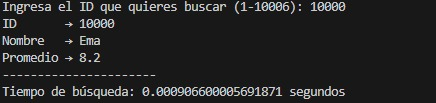 Ingresa el ID que quieres buscar (1-10006): 10000
ID       → 10000
Nombre   → Ema
Promedio → 8.2
----------------------
Tiempo de búsqueda: 0.000906600005691871 segundos